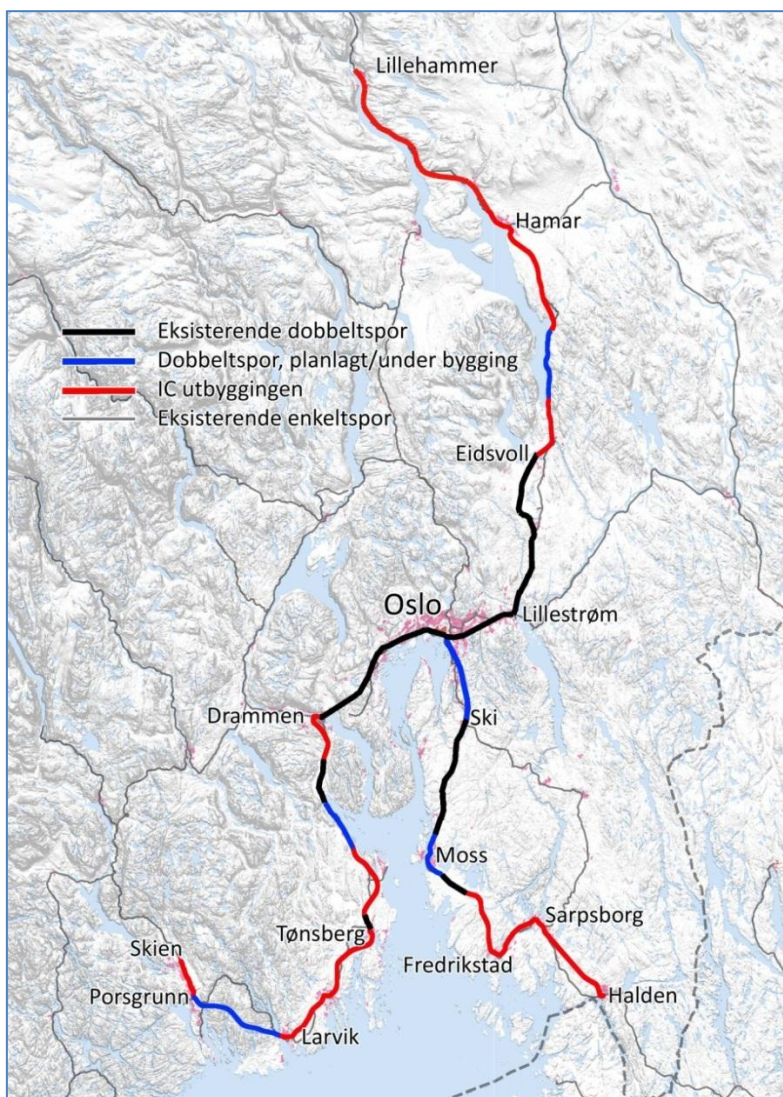 Lillehammer
Hamar
Eksisterende dobbeltspor
Dobbeltspor, planlagt/under bygging
IC utbyggingen
Eksisterende enkeltspor
Eidsvoll
Oslo
Lillestrøm
Drammen
Ski
Moss
Sarpsborg
Tønsberg
Skien
Fredrikstad
Porsgrunn
Halden
Larvik